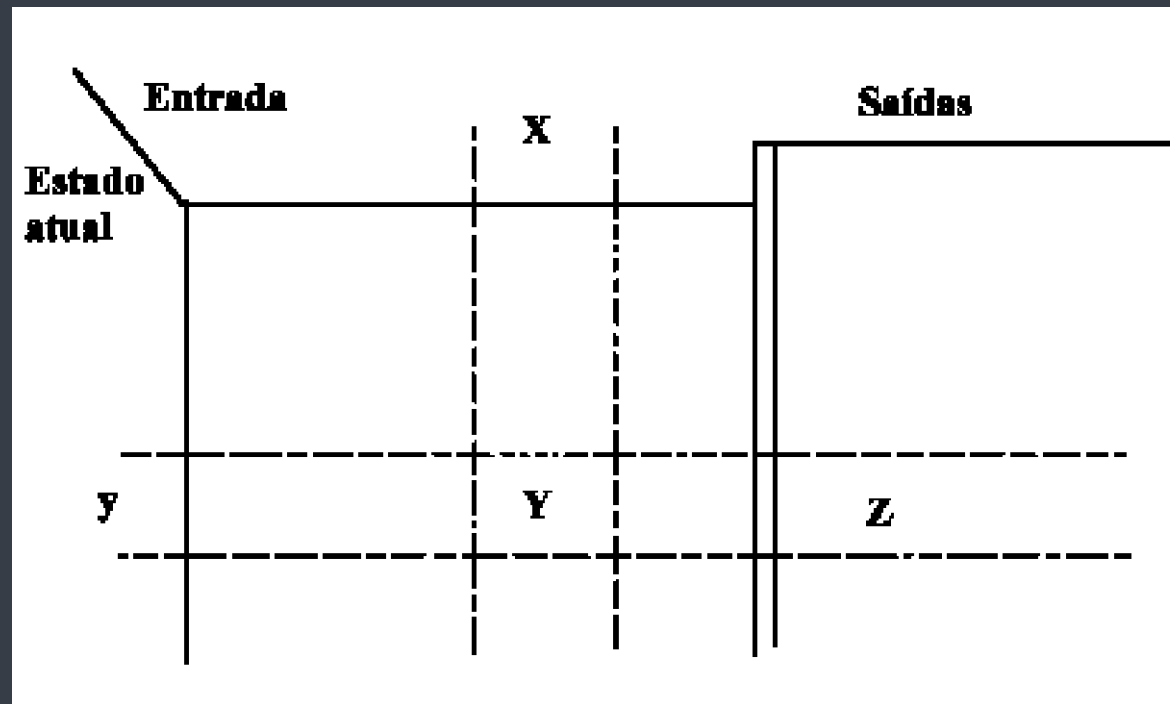 Entrada
Saídas
X
Estado
atual
y
Y
Z